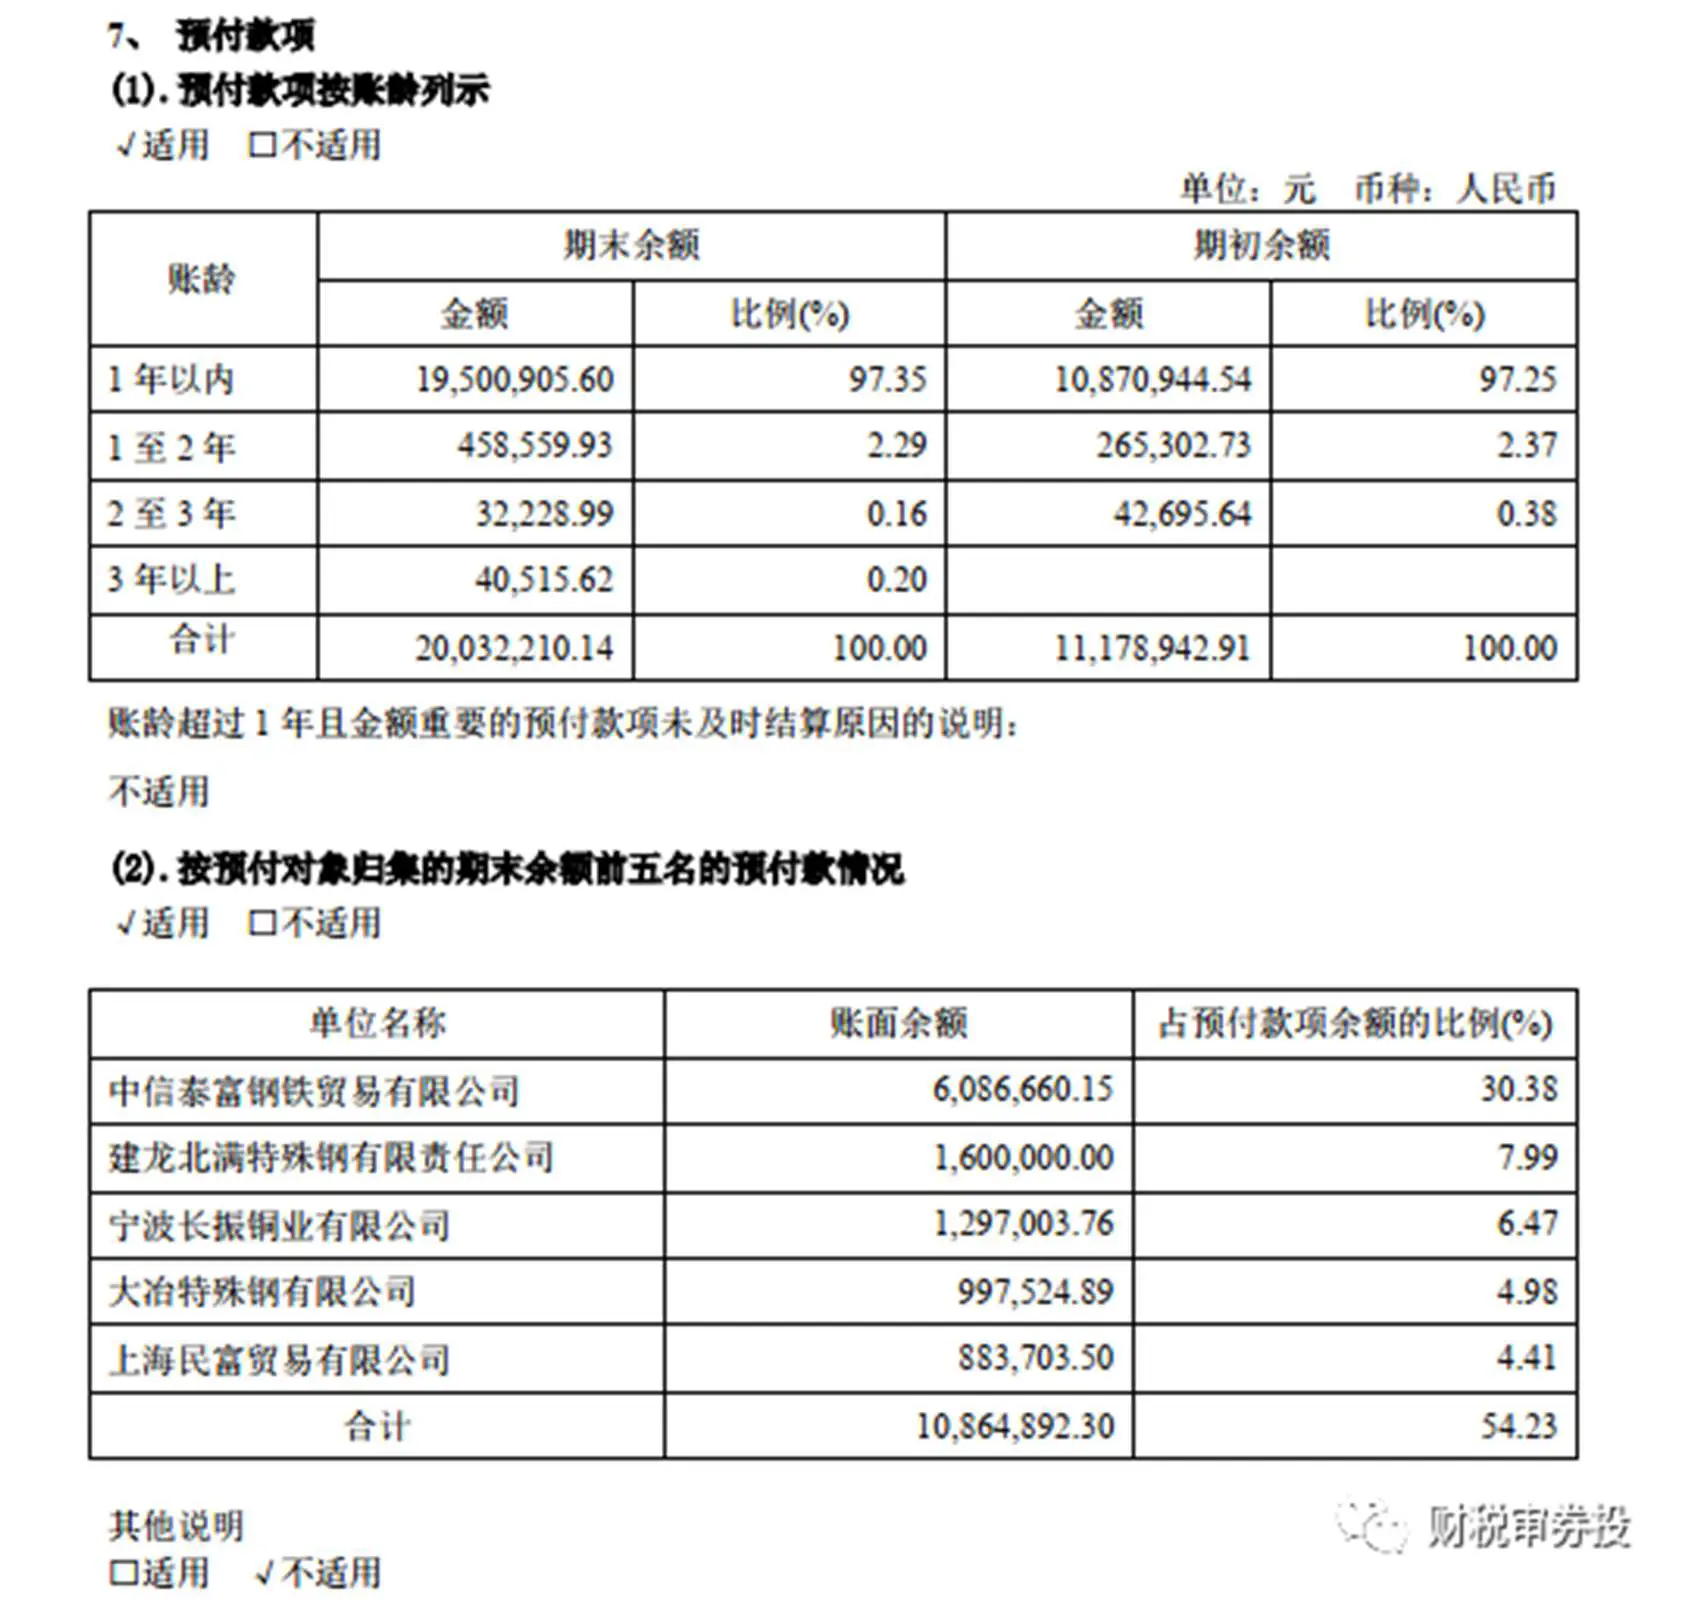 7、 预付款项
(1). 预付款项按账龄列示
√适用 □不适用
单位：元 币种：人民币
账龄 期末余额 期初余额
金额 比例(%) 金额 比例(%)
1 年以内 19,500,905.60 97.35 10,870,944.54 97.25
1 至 2 年 458,559.93 2.29 265,302.73 2.37
2 至 3 年 32,228.99 0.16 42,695.64 0.38
3 年以上 40,515.62 0.20
合计 20,032,210.14 100.00 11,178,942.91 100.00
账龄超过 1 年且金额重要的预付款项未及时结算原因的说明：
不适用
(2). 按预付对象归集的期末余额前五名的预付款情况
√适用 □不适用
单位名称 账面余额 占预付款项余额的比例(%)
中信泰富钢铁贸易有限公司 6,086,660.15 30.38
建龙北满特殊钢有限责任公司 1,600,000.00 7.99
宁波长振铜业有限公司 1,297,003.76 6.47
大冶特殊钢有限公司 997,524.89 4.98
上海民富贸易有限公司 883,703.50 4.41
合计 10,864,892.30 54.23
其他说明
□适用 √不适用
财税审券投